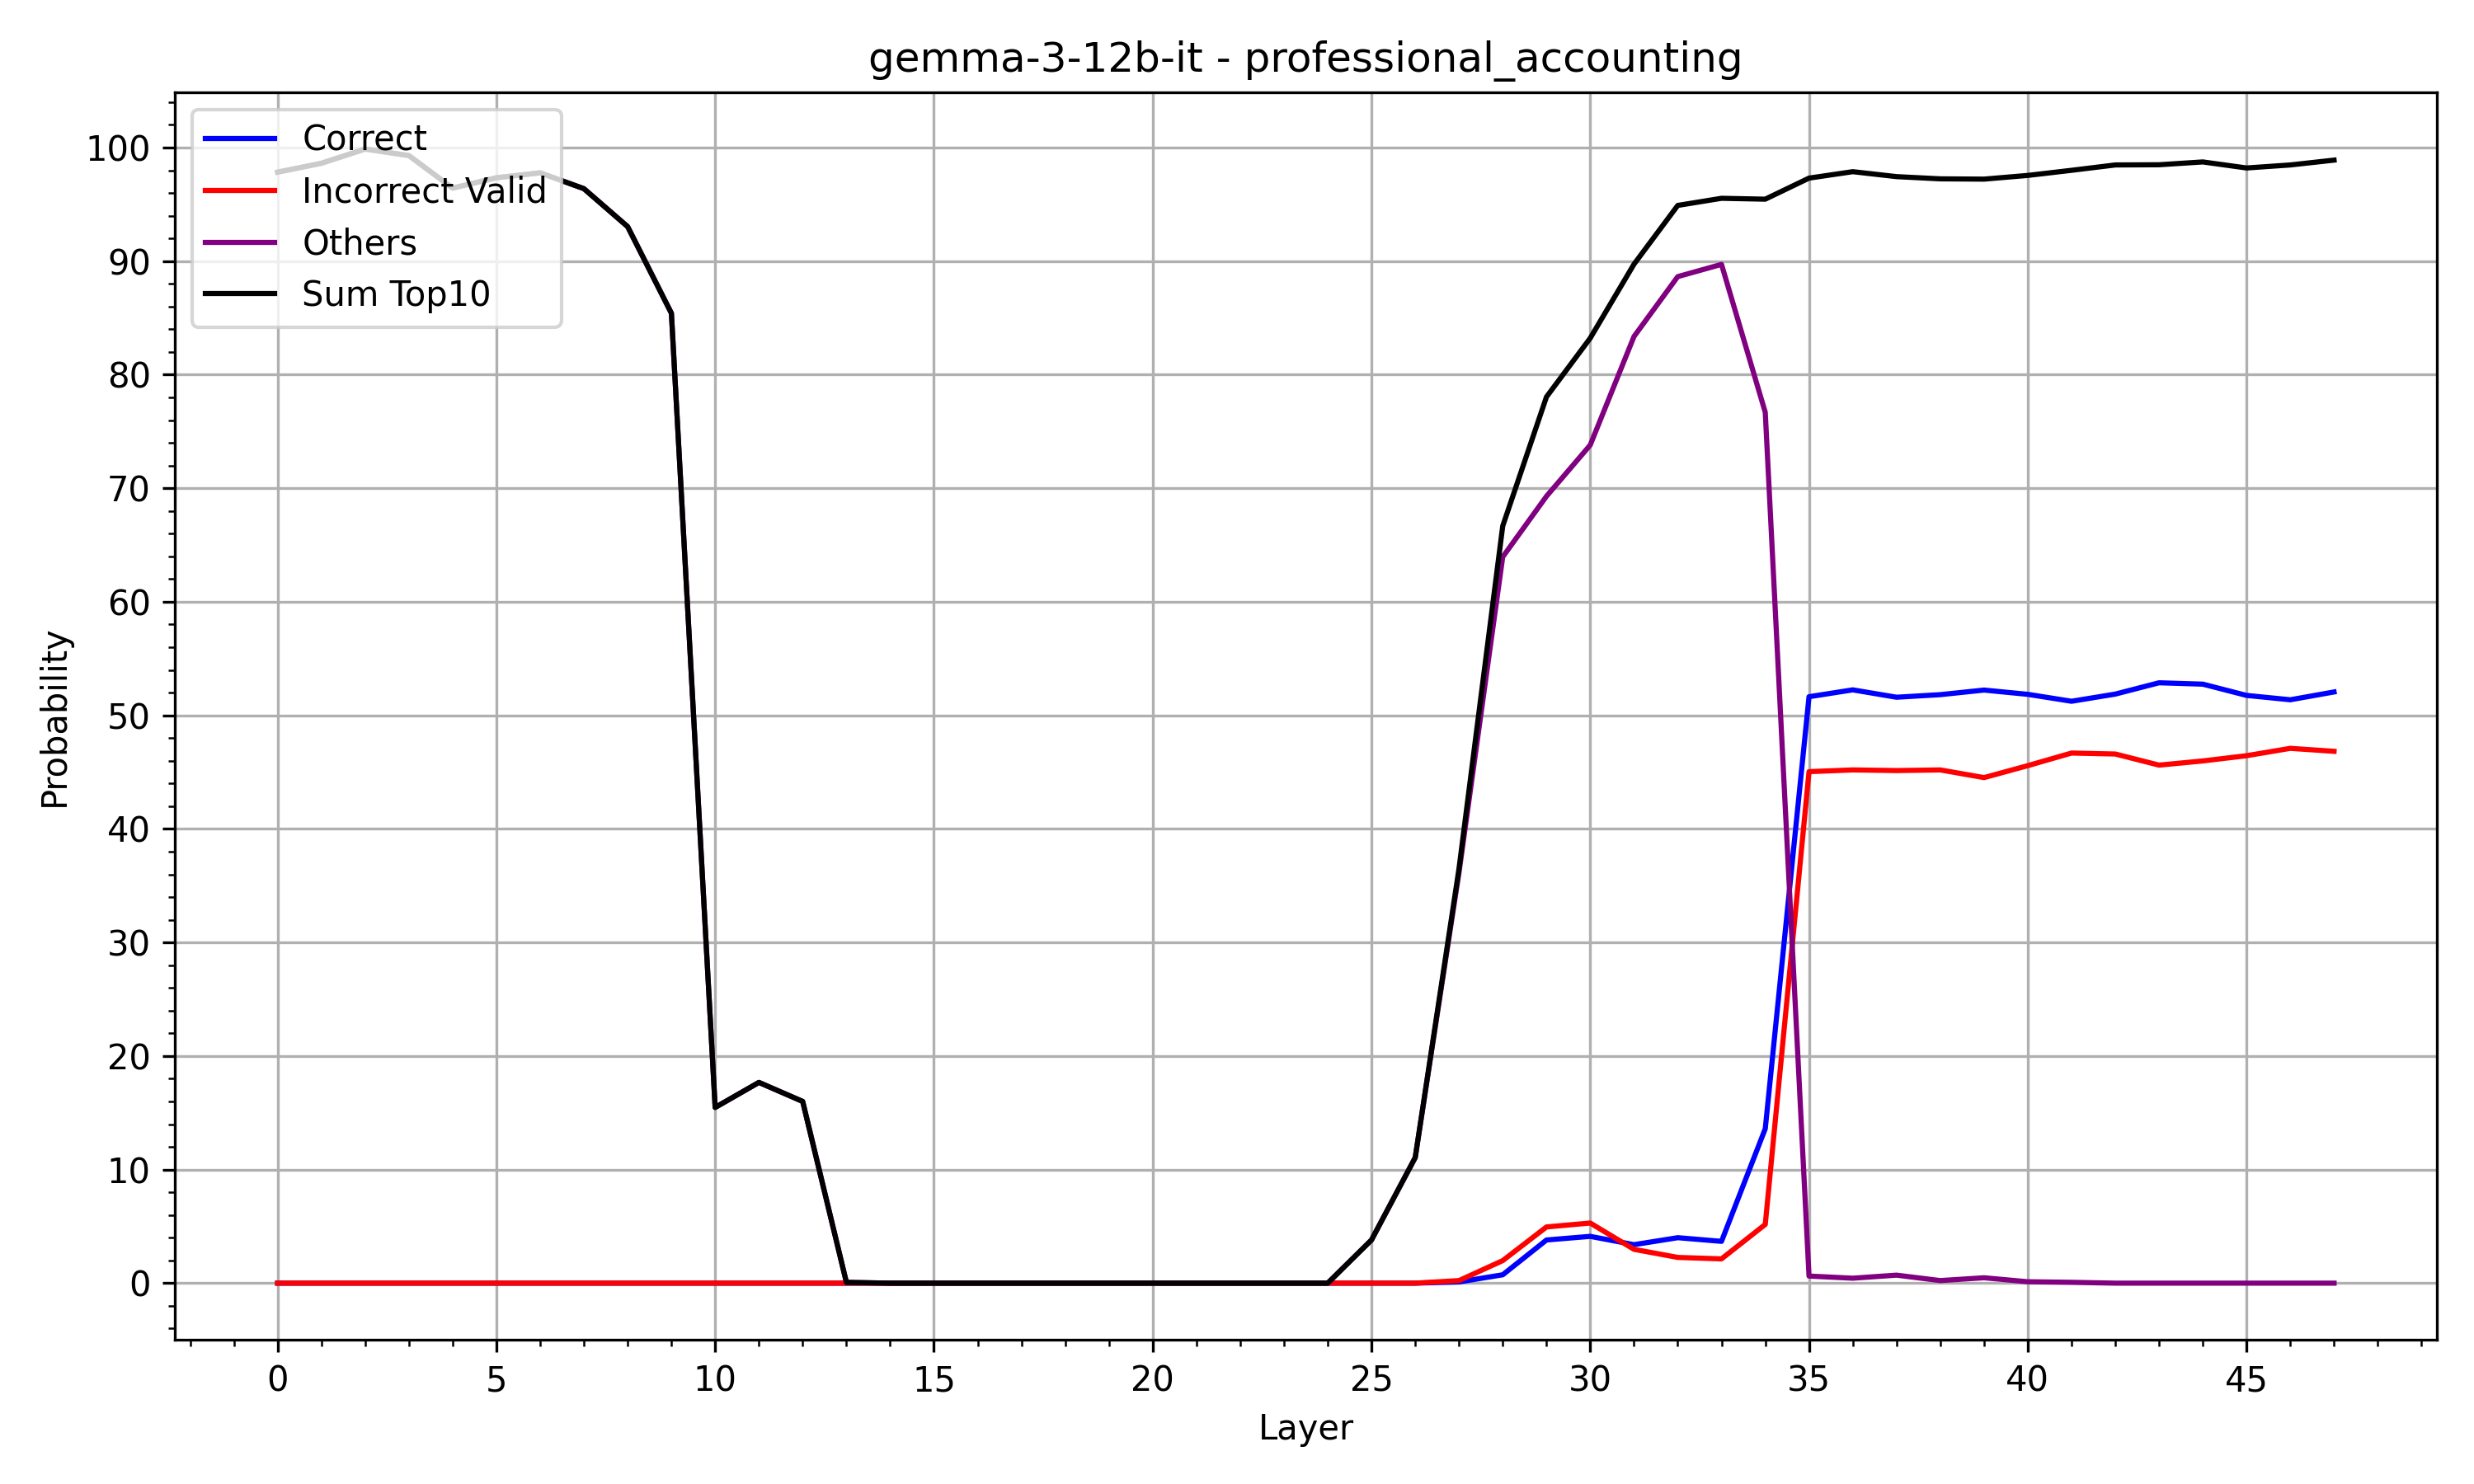 gemma-3-12b-it - professional_accounting
Correct
Incorrect Valid
Others
Sum Top10
100
90
80
70
60
50
40
30
20
10
0
Probability
0 5 10 15 20 25 30 35 40 45
Layer